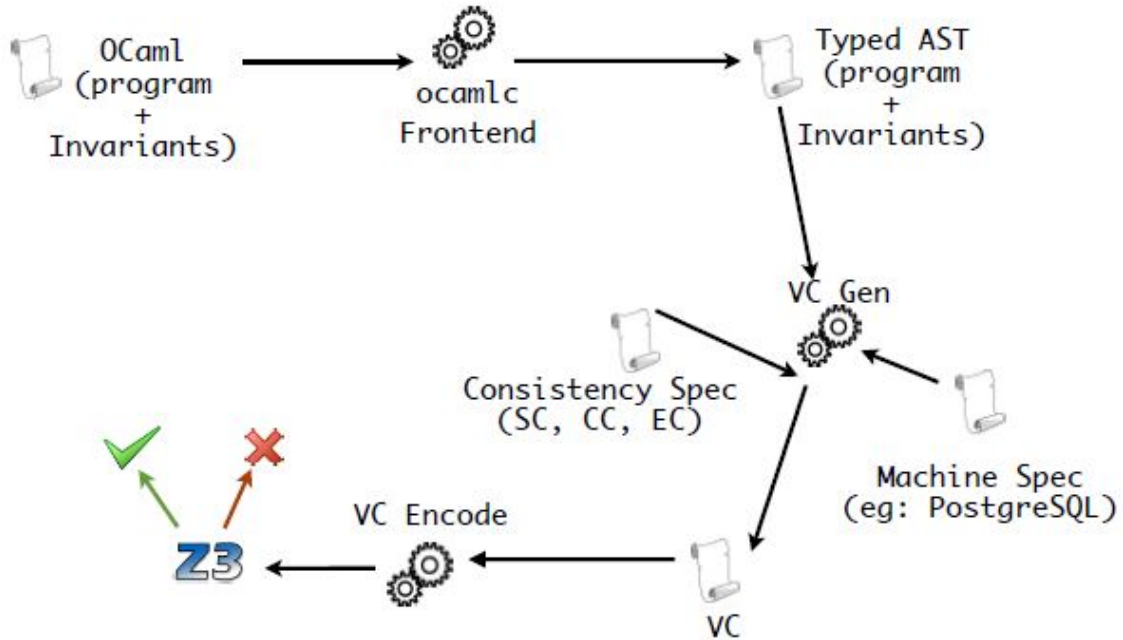 OCaml
(program
+
Invariants)
ocamlc
Frontend
Typed AST
(program
+
Invariants)
VC Gen
Consistency Spec
(SC, CC, EC)
Machine Spec
(eg: PostgreSQL)
VC Encode
Z3
VC